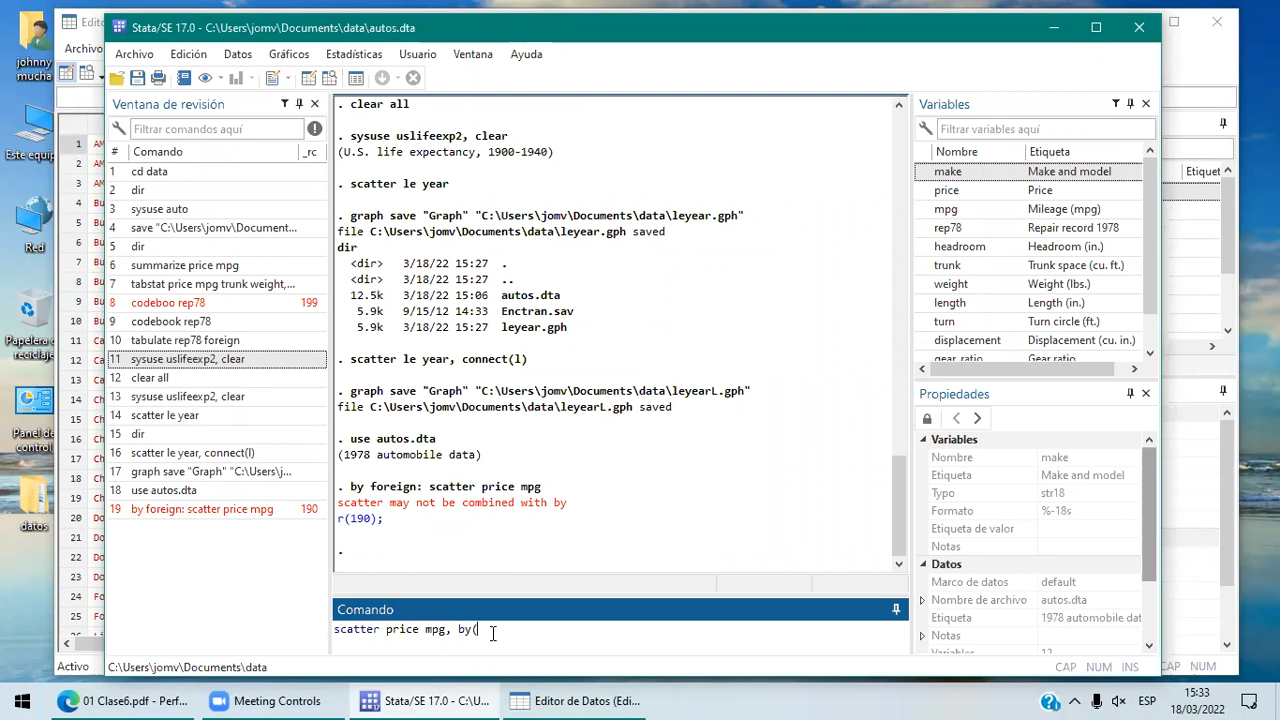 Este equipo
Red
Papelera de
reciclaje
Panel de
control
datos
Stata/SE 17.0 - C:\Users\jomv\Documents\data\autos.dta
Archivo Edición Datos Gráficos Estadísticas Usuario Ventana Ayuda
Ventana de revisión
Filtrar comandos aquí
# Comando _rc
1 cd data
2 dir
3 sysuse auto
4 save "C:\Users\jomv\Document...
5 dir
6 summarize price mpg
7 tabstat price mpg trunk weight,...
8 codeboo rep78 199
9 codebook rep78
10 tabulate rep78 foreign
11 sysuse uslifeexp2, clear
12 clear all
13 sysuse uslifeexp2, clear
14 scatter le year
15 dir
16 scatter le year, connect(l)
17 graph save "Graph" "C:\Users\j...
18 use autos.dta
19 by foreign: scatter price mpg 190
. clear all
. sysuse uslifeexp2, clear
(U.S. life expectancy, 1900-1940)
. scatter le year
. graph save "Graph" "C:\Users\jomv\Documents\data\leyear.gph"
file C:\Users\jomv\Documents\data\leyear.gph saved
dir
<dir> 3/18/22 15:27 .
<dir> 3/18/22 15:27 ..
12.5k 3/18/22 15:06 autos.dta
5.9k 9/15/12 14:33 Enctran.sav
5.9k 3/18/22 15:27 leyear.gph
. scatter le year, connect(l)
. graph save "Graph" "C:\Users\jomv\Documents\data\leyearL.gph"
file C:\Users\jomv\Documents\data\leyearL.gph saved
. use autos.dta
(1978 automobile data)
. by foreign: scatter price mpg
scatter may not be combined with by
r(190);
.
Comando
scatter price mpg, by(
Variables
Filtrar variables aquí
Nombre Etiqueta
make Make and model
price Price
mpg Mileage (mpg)
rep78 Repair record 1978
headroom Headroom (in.)
trunk Trunk space (cu. ft.)
weight Weight (lbs.)
length Length (in.)
turn Turn circle (ft.)
displacement Displacement (cu. in.)
gear ratio Gear Ratio
Propiedades
Variables
Nombre make
Etiqueta Make and model
Typo str18
Formato %-18s
Etiqueta de valor
Notas
Datos
Marco de datos default
Nombre de archivo autos.dta
Etiqueta 1978 automobile dat
Notas
Variables 12
C:\Users\jomv\Documents\data
CAP NUM INS
Activo
CAP NUM
01 Clase6.pdf - Perf...
Meeting Controls
Stata/SE 17.0 - C:\U...
Editor de Datos (Edi...
ESP
15:33
18/03/2022